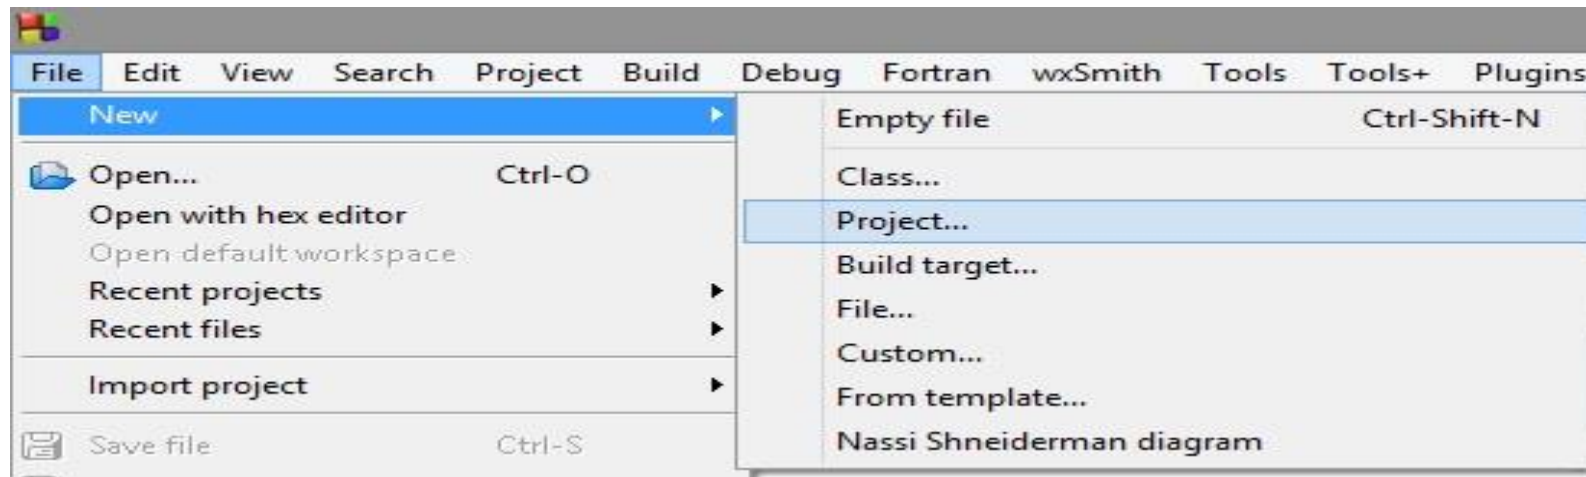 File Edit View Search Project Build Debug Fortran wxSmith Tools Tools+ Plugins
New
Open... Ctrl-O
Open with hex editor
Open default workspace
Recent projects
Recent files
Import project
Save file Ctrl-S
Empty file Ctrl-Shift-N
Class...
Project...
Build target...
File...
Custom...
From template...
Nassi Shneiderman diagram